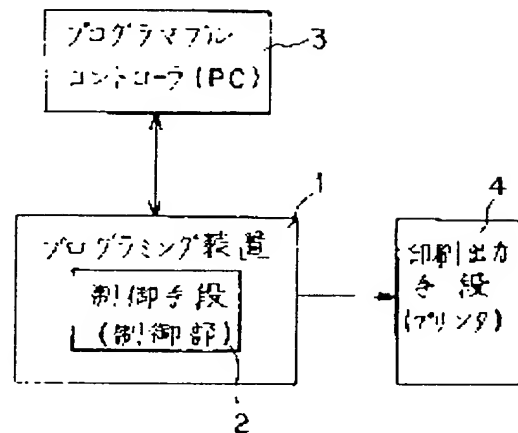 プログラマブル
コントローラ(PC)
3
1
プログラミング装置
制御手段
(制御部)
2
4
印刷出力
手段
(プリンタ)